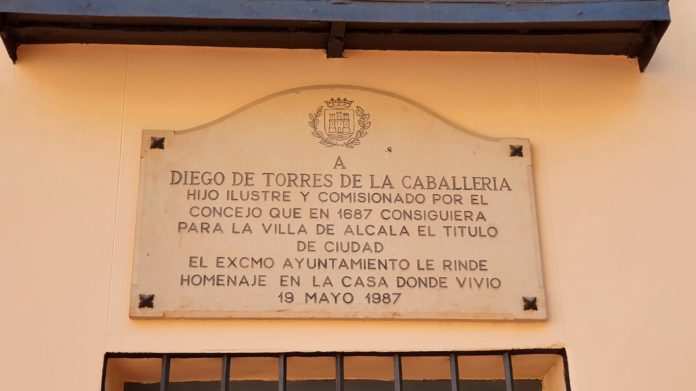 A
DIEGO DE TORRES DE LA CABALLERIA
HIJO ILUSTRE Y COMISIONADO POR EL
CONCEJO QUE EN 1687 CONSIGUIERA
PARA LA VILLA DE ALCALA EL TITULO
DE CIUDAD
EL EXCMO AYUNTAMIENTO LE RINDE
HOMENAJE EN LA CASA DONDE VIVIO
19 MAYO 1987